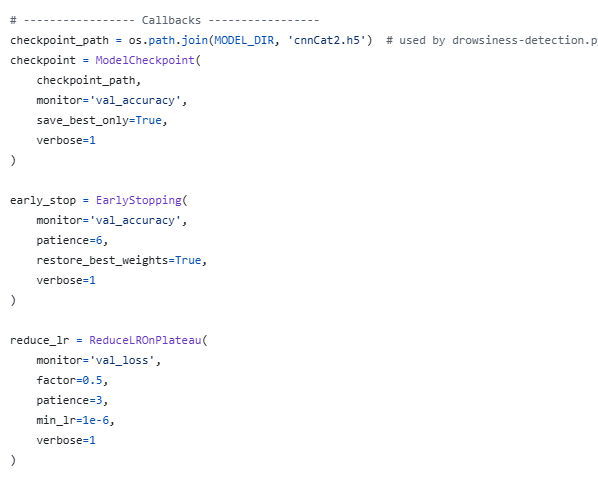 # ----------------- Callbacks -----------------
checkpoint_path = os.path.join(MODEL_DIR, 'cnnCat2.h5')  # used by drowsiness-detection.p
checkpoint = ModelCheckpoint(
    checkpoint_path,
    monitor='val_accuracy',
    save_best_only=True,
    verbose=1
)

early_stop = EarlyStopping(
    monitor='val_accuracy',
    patience=6,
    restore_best_weights=True,
    verbose=1
)

reduce_lr = ReduceLROnPlateau(
    monitor='val_loss',
    factor=0.5,
    patience=3,
    min_lr=1e-6,
    verbose=1
)